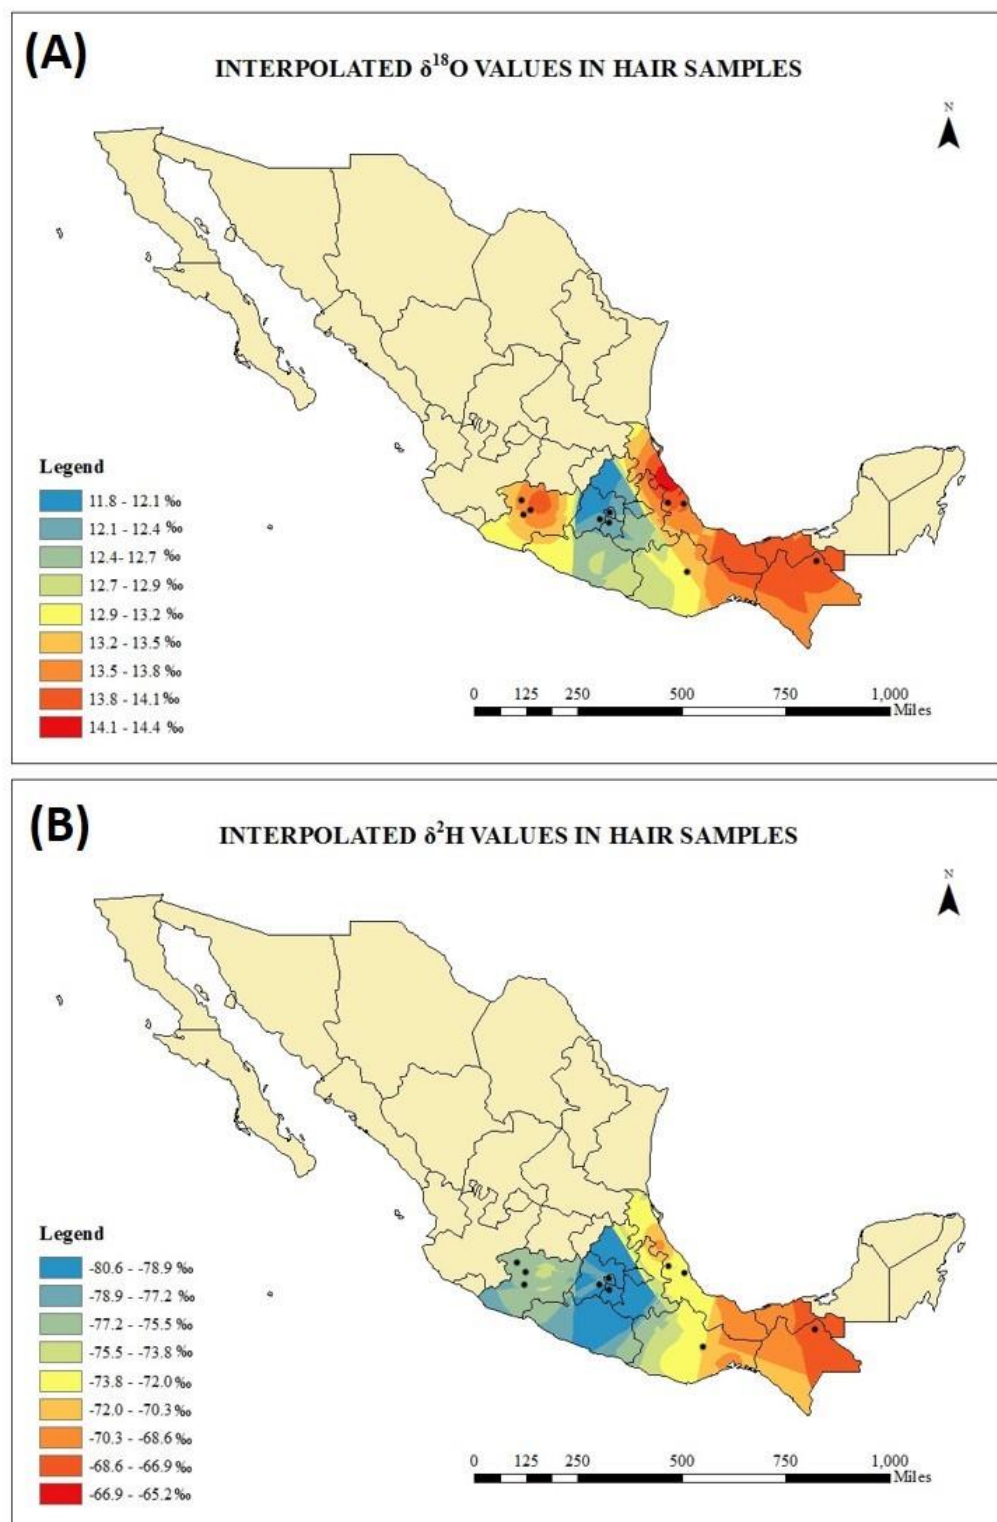 (A)
INTERPOLATED δ¹⁸O VALUES IN HAIR SAMPLES
N
Legend
11.8 - 12.1 ‰
12.1 - 12.4 ‰
12.4- 12.7 ‰
12.7 - 12.9 ‰
12.9 - 13.2 ‰
13.2 - 13.5 ‰
13.5 - 13.8 ‰
13.8 - 14.1 ‰
14.1 - 14.4 ‰
0 125 250 500 750 1,000
Miles
(B)
INTERPOLATED δ²H VALUES IN HAIR SAMPLES
N
Legend
-80.6 - -78.9 ‰
-78.9 - -77.2 ‰
-77.2 - -75.5 ‰
-75.5 - -73.8 ‰
-73.8 - -72.0 ‰
-72.0 - -70.3 ‰
-70.3 - -68.6 ‰
-68.6 - -66.9 ‰
-66.9 - -65.2 ‰
0 125 250 500 750 1,000
Miles